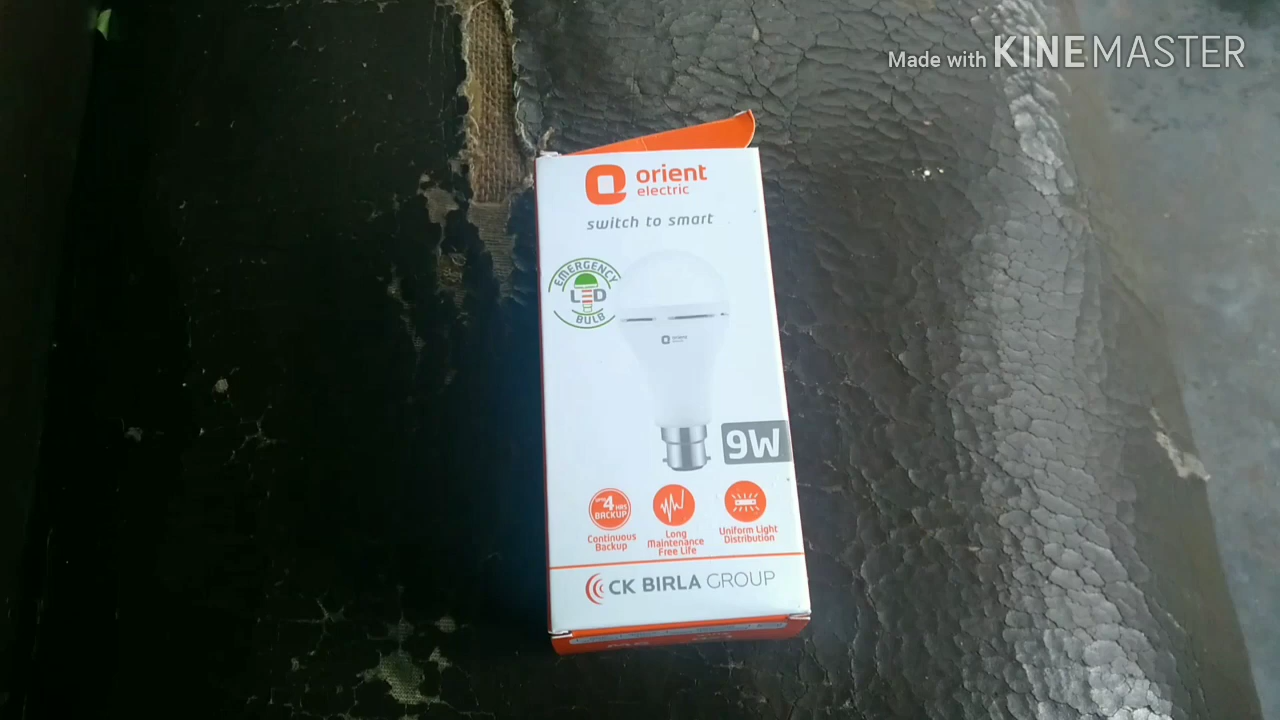 Made with KINEMASTER
orient
electric
switch to smart
EMERGENCY
LED
BULB
orient
9W
4 HRS
BACKUP
Continuous
Backup
Long
Maintenance
Free Life
Uniform Light
Distribution
CK BIRLA GROUP